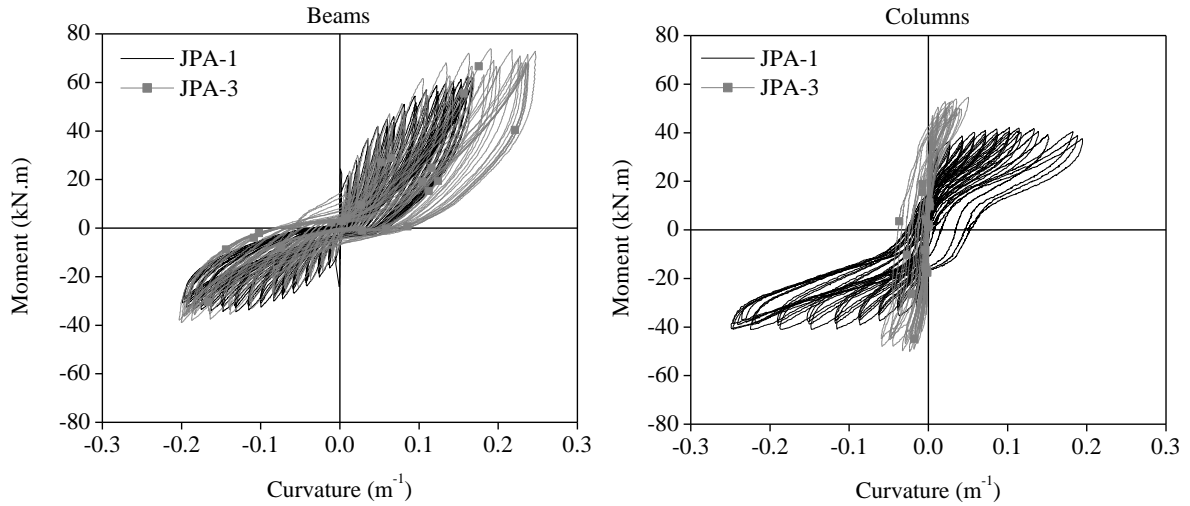 Beams
80
60
40
20
0
-20
-40
-60
-80
-0.3 -0.2 -0.1 0.0 0.1 0.2 0.3
Moment (kN.m)
Curvature (m⁻¹)
JPA-1
JPA-3
Columns
80
60
40
20
0
-20
-40
-60
-80
-0.3 -0.2 -0.1 0.0 0.1 0.2 0.3
Moment (kN.m)
Curvature (m⁻¹)
JPA-1
JPA-3